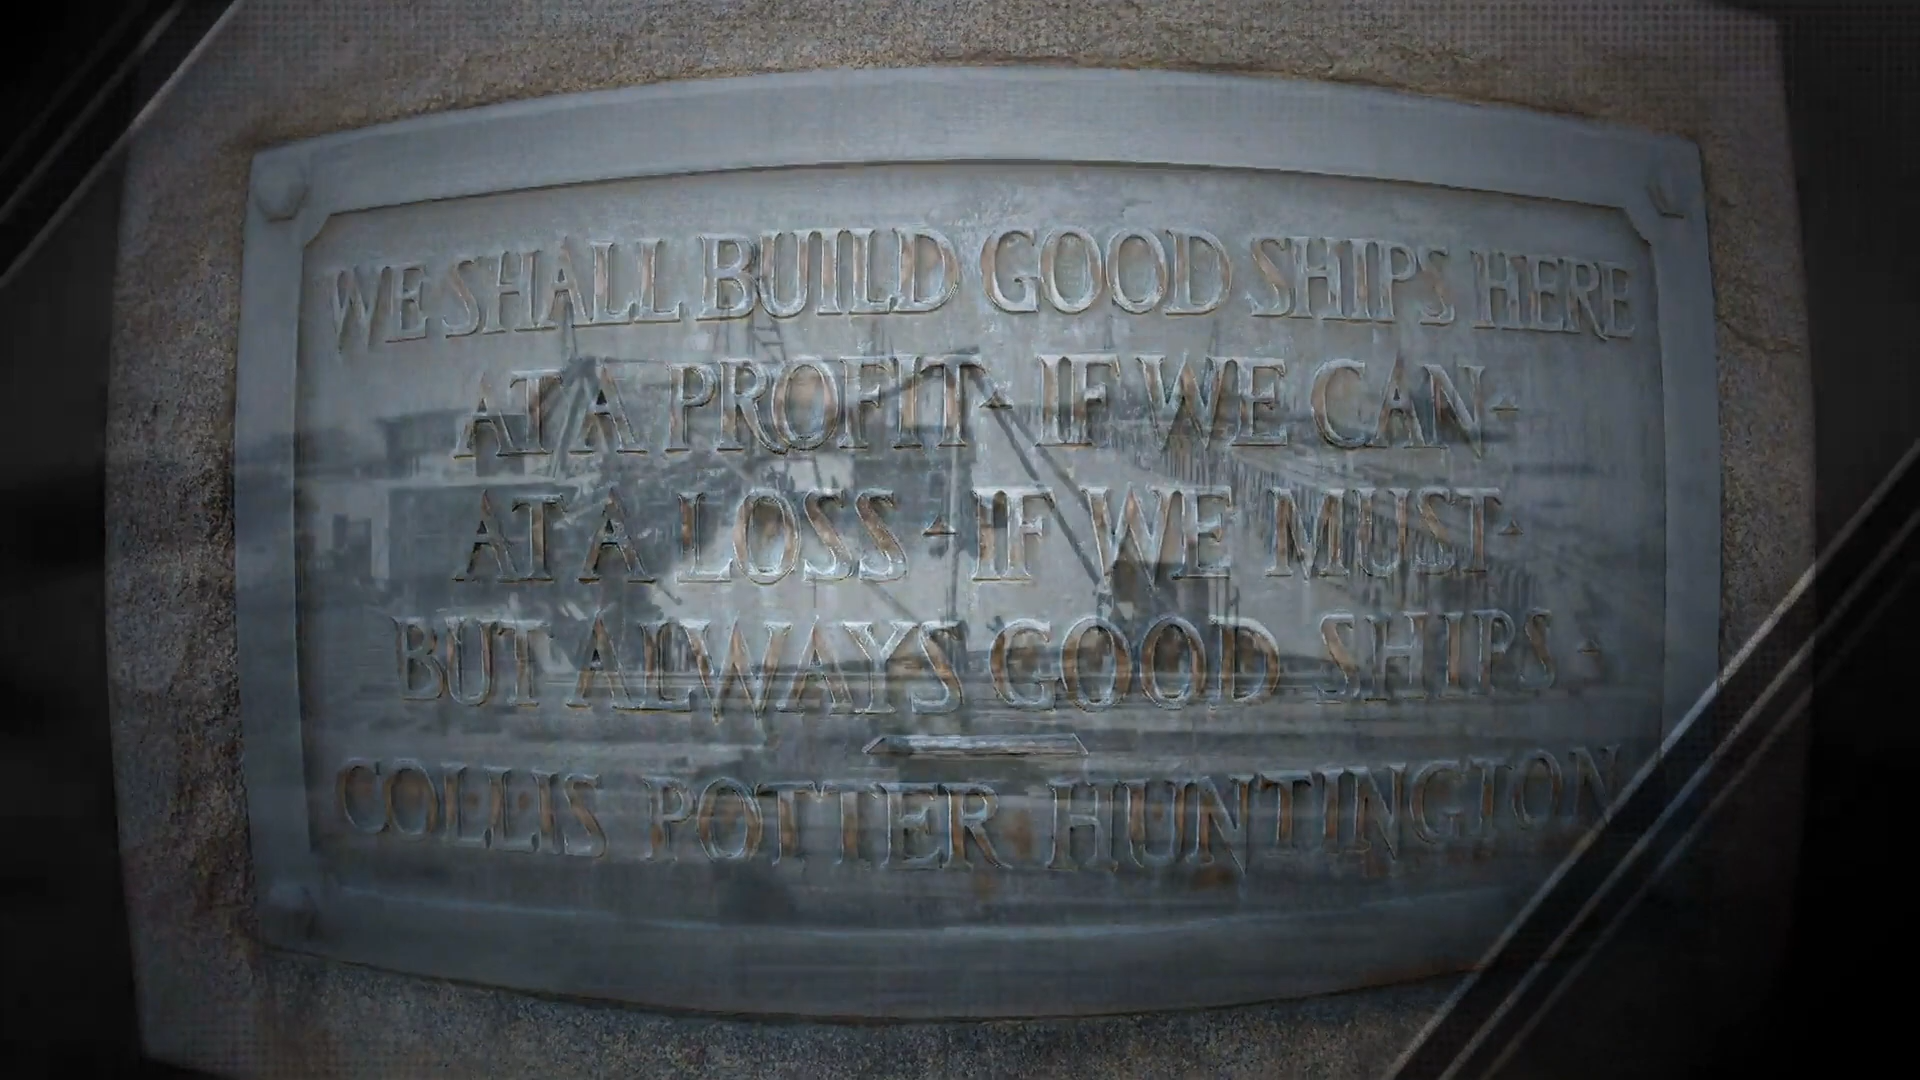 WE SHALL BUILD GOOD SHIPS HERE
AT A PROFIT - IF WE CAN -
AT A LOSS - IF WE MUST -
BUT ALWAYS GOOD SHIPS -
COLLIS POTTER HUNTINGTON